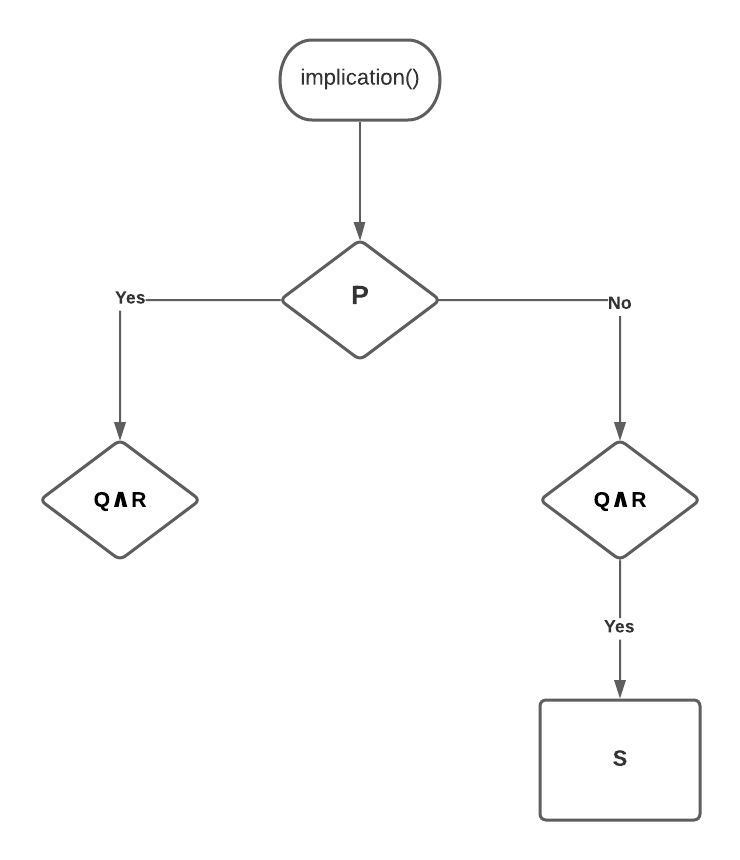 implication()
P
Yes
No
Q∧R
Q∧R
Yes
S